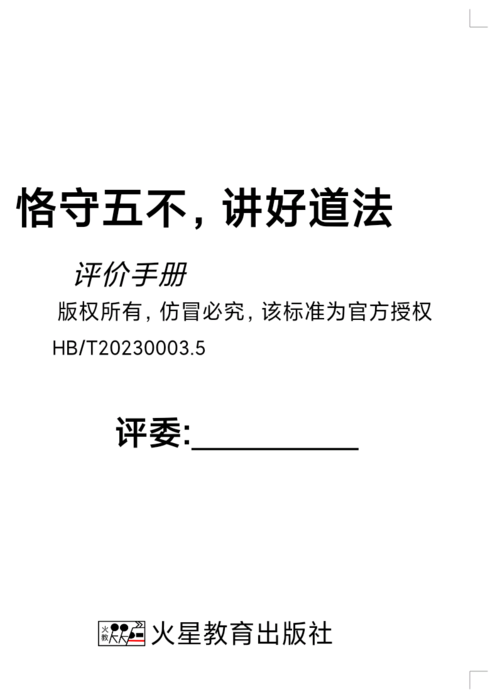 恪守五不，讲好道法
评价手册
版权所有，仿冒必究，该标准为官方授权
HB/T20230003.5
评委:
火教
火星教育出版社